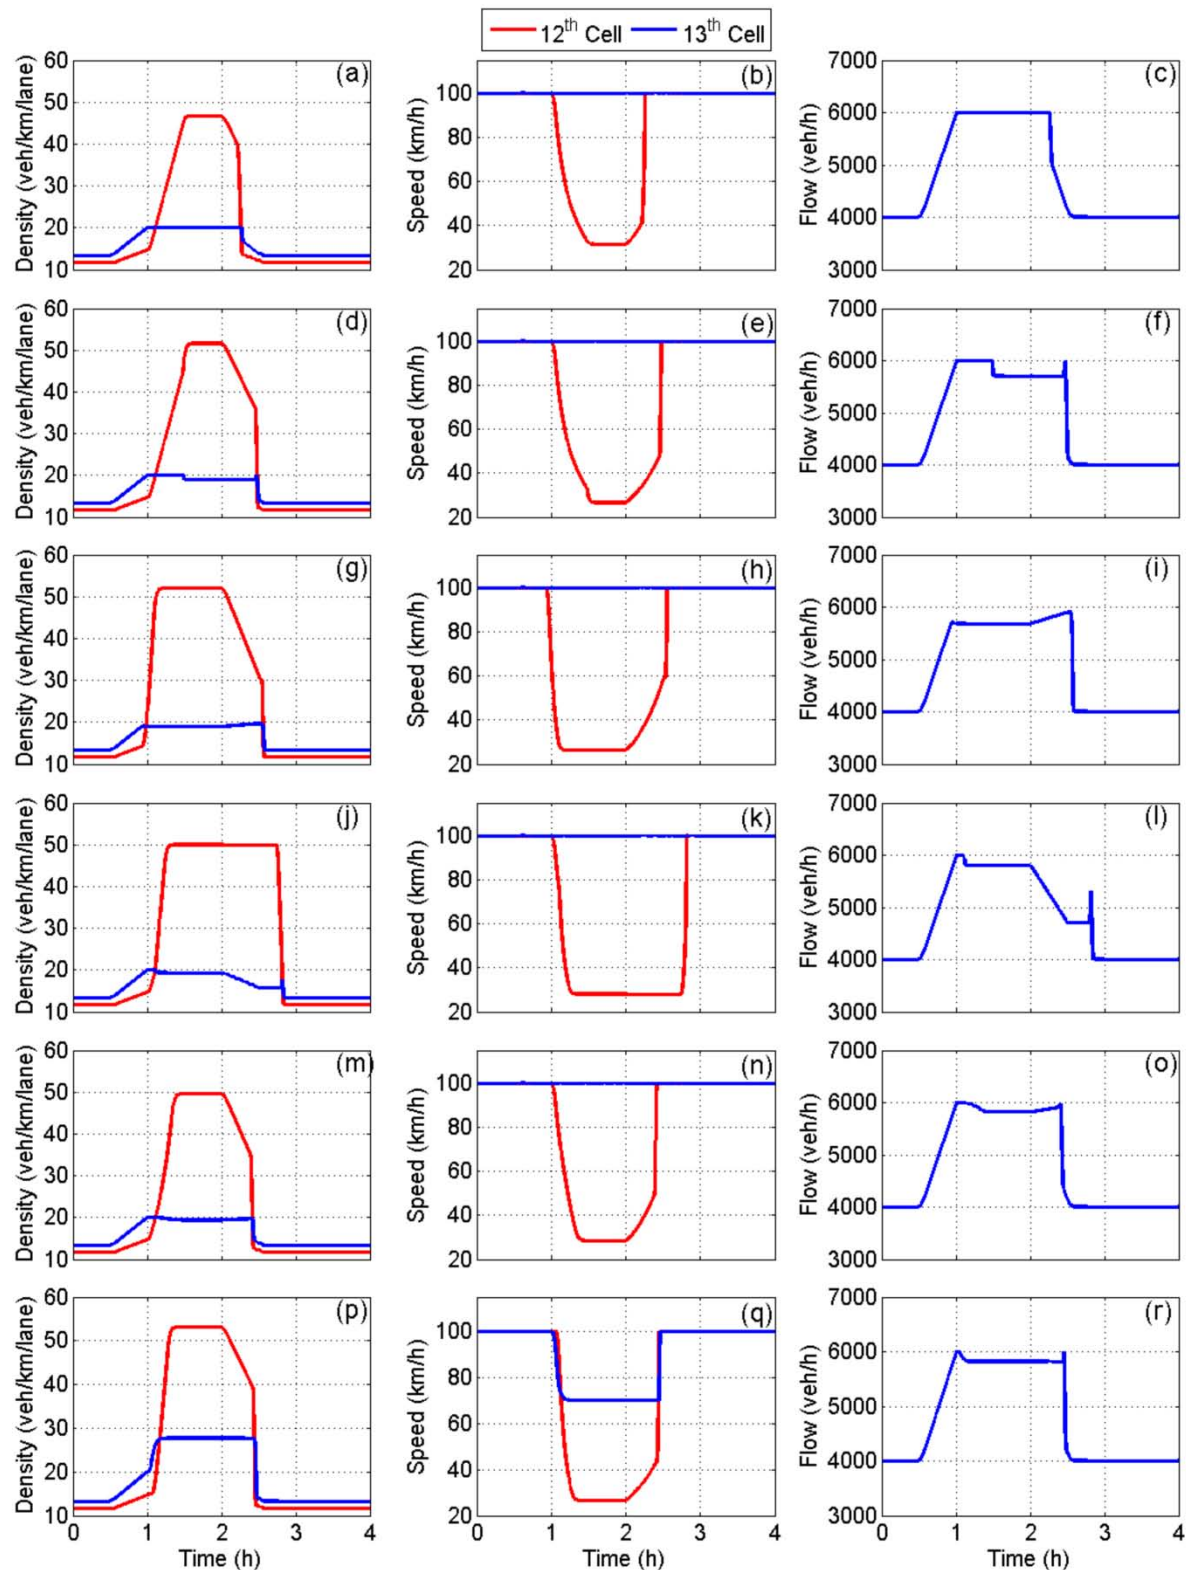 12th Cell 13th Cell
(a) (b) (c)
Density (veh/km/lane) 60 50 40 30 20 10
Speed (km/h) 100 80 60 40 20
Flow (veh/h) 7000 6000 5000 4000 3000
(d) (e) (f)
Density (veh/km/lane) 60 50 40 30 20 10
Speed (km/h) 100 80 60 40 20
Flow (veh/h) 7000 6000 5000 4000 3000
(g) (h) (i)
Density (veh/km/lane) 60 50 40 30 20 10
Speed (km/h) 100 80 60 40 20
Flow (veh/h) 7000 6000 5000 4000 3000
(j) (k) (l)
Density (veh/km/lane) 60 50 40 30 20 10
Speed (km/h) 100 80 60 40 20
Flow (veh/h) 7000 6000 5000 4000 3000
(m) (n) (o)
Density (veh/km/lane) 60 50 40 30 20 10
Speed (km/h) 100 80 60 40 20
Flow (veh/h) 7000 6000 5000 4000 3000
(p) (q) (r)
Density (veh/km/lane) 60 50 40 30 20 10
Speed (km/h) 100 80 60 40 20
Flow (veh/h) 7000 6000 5000 4000 3000
0 1 2 3 4 0 1 2 3 4 0 1 2 3 4
Time (h) Time (h) Time (h)